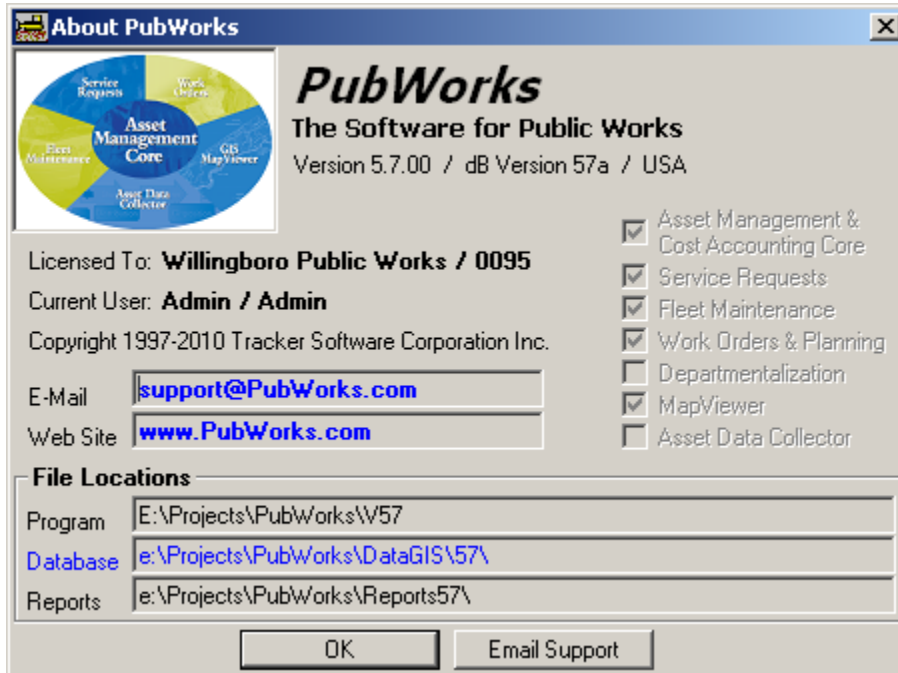 About PubWorks
Service
Requests
Work
Orders
Asset
Management
Core
Fleet
Maintenance
GIS
MapViewer
Asset Data
Collector
PubWorks
The Software for Public Works
Version 5.7.00 / dB Version 57a / USA
Asset Management &
Cost Accounting Core
Service Requests
Fleet Maintenance
Work Orders & Planning
Departmentalization
MapViewer
Asset Data Collector
Licensed To: Willingboro Public Works / 0095
Current User: Admin / Admin
Copyright 1997-2010 Tracker Software Corporation Inc.
E-Mail support@PubWorks.com
Web Site www.PubWorks.com
File Locations
Program E:\Projects\PubWorks\V57
Database e:\Projects\PubWorks\DataGIS\57\
Reports e:\Projects\PubWorks\Reports57\
OK Email Support